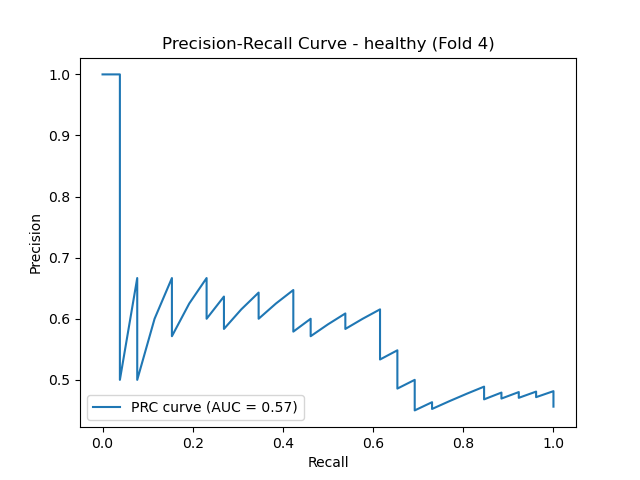 Precision-Recall Curve - healthy (Fold 4)
1.0
0.9
0.8
0.7
0.6
0.5
Precision
PRC curve (AUC = 0.57)
0.0 0.2 0.4 0.6 0.8 1.0
Recall